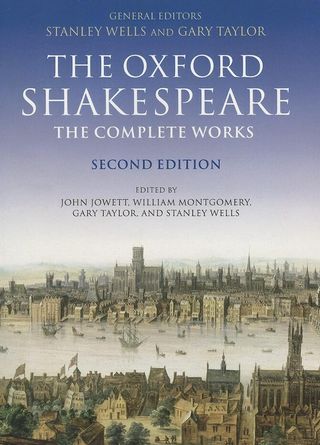 GENERAL EDITORS
STANLEY WELLS AND GARY TAYLOR
THE OXFORD
SHAKESPEARE
THE COMPLETE WORKS
SECOND EDITION
EDITED BY
JOHN JOWETT, WILLIAM MONTGOMERY,
GARY TAYLOR, AND STANLEY WELLS